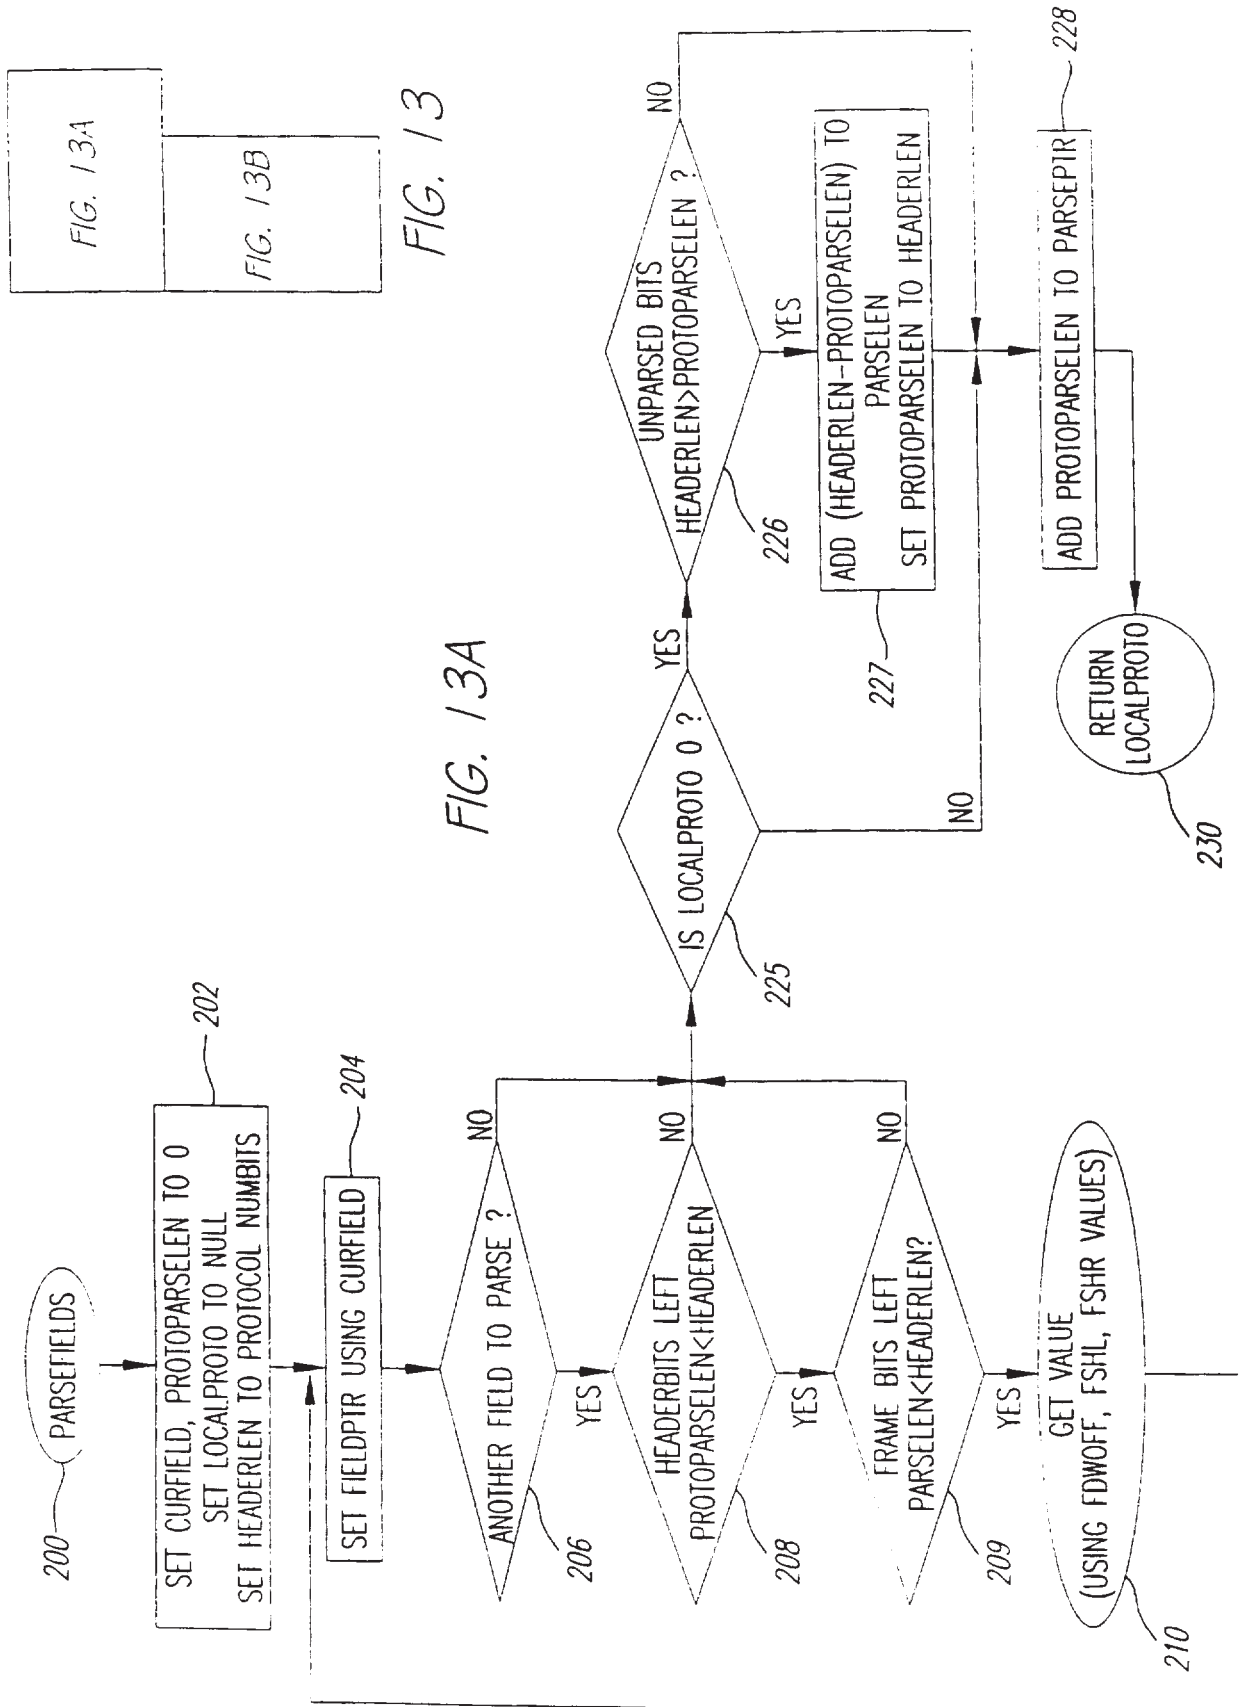 FIG. 13A
FIG. 13B
FIG. 13
FIG. 13A
200
PARSEFIELDS
202
SET CURFIELD, PROTOPARSELEN TO 0
SET LOCALPROTO TO NULL
SET HEADERLEN TO PROTOCOL NUMBITS
204
SET FIELDPTR USING CURFIELD
206
ANOTHER FIELD TO PARSE ?
NO
YES
208
HEADERBITS LEFT
PROTOPARSELEN<HEADERLEN
NO
YES
209
FRAME BITS LEFT
PARSELEN<HEADERLEN?
NO
YES
210
GET VALUE
(USING FDWOFF, FSHL, FSHR VALUES)
225
IS LOCALPROTO 0 ?
YES
NO
226
UNPARSED BITS
HEADERLEN>PROTOPARSELEN ?
NO
YES
227
ADD (HEADERLEN-PROTOPARSELEN) TO
PARSELEN
SET PROTOPARSELEN TO HEADERLEN
228
ADD PROTOPARSELEN TO PARSEPTR
RETURN
LOCALPROTO
230